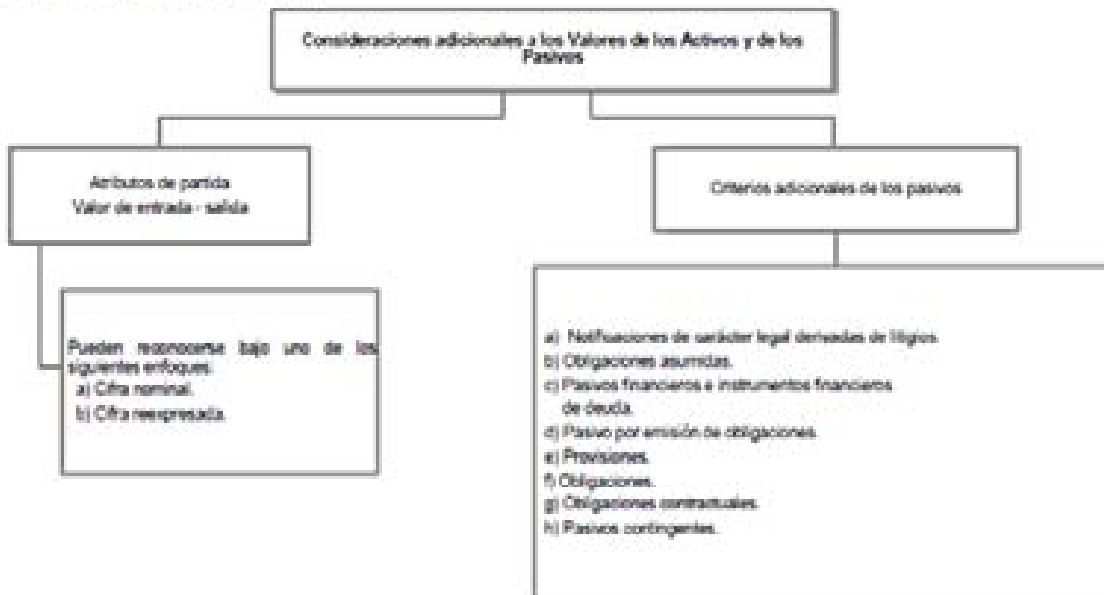 Consideraciones adicionales a los Valores de los Activos y de los
Pasivos
Atributos de partida
Valor de entrada - salida
Criterios adicionales de los pasivos
Pueden reconocerse bajo uno de los
siguientes enfoques:
a) Cifra nominal.
b) Cifra reexpresada.
a) Notificaciones de carácter legal derivadas de litigios.
b) Obligaciones asumidas.
c) Pasivos financieros e instrumentos financieros
de deuda.
d) Pasivo por emisión de obligaciones.
e) Provisiones.
f) Obligaciones.
g) Obligaciones contractuales.
h) Pasivos contingentes.